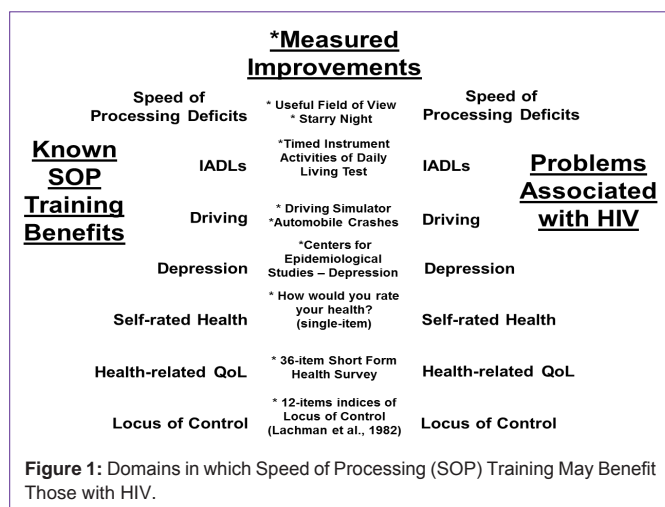 *Measured
Improvements
Known
SOP
Training
Benefits
Speed of
Processing Deficits
IADLs
Driving
Depression
Self-rated Health
Health-related QoL
Locus of Control
* Useful Field of View
* Starry Night
*Timed Instrument
Activities of Daily
Living Test
* Driving Simulator
*Automobile Crashes
*Centers for
Epidemiological
Studies – Depression
* How would you rate
your health?
(single-item)
* 36-item Short Form
Health Survey
* 12-items indices of
Locus of Control
(Lachman et al., 1982)
Speed of
Processing Deficits
IADLs
Driving
Depression
Self-rated Health
Health-related QoL
Locus of Control
Problems
Associated
with HIV
Figure 1: Domains in which Speed of Processing (SOP) Training May Benefit
Those with HIV.